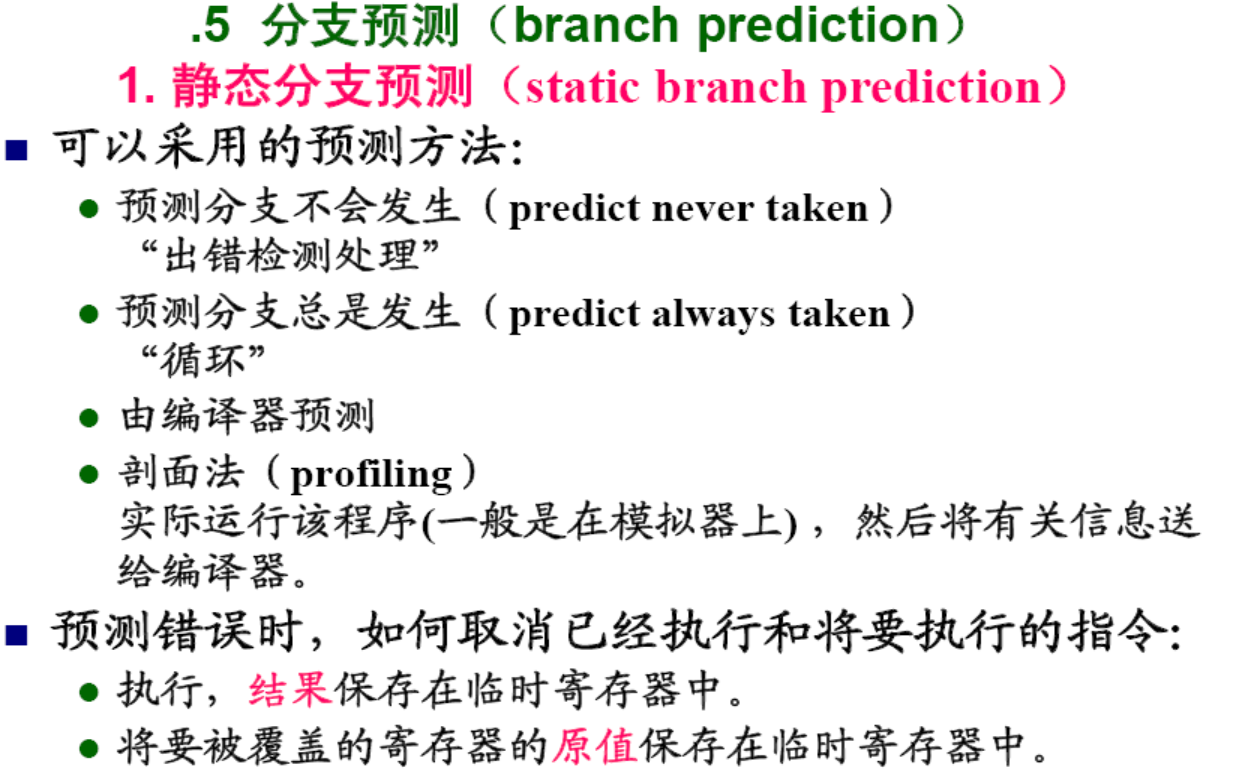 .5 分支预测（branch prediction）
1. 静态分支预测（static branch prediction）
■ 可以采用的预测方法：
● 预测分支不会发生（predict never taken）
“出错检测处理”
● 预测分支总是发生（predict always taken）
“循环”
● 由编译器预测
● 剖面法（profiling）
实际运行该程序(一般是在模拟器上)，然后将有关信息送
给编译器。
■ 预测错误时，如何取消已经执行和将要执行的指令：
● 执行，结果保存在临时寄存器中。
● 将要被覆盖的寄存器的原值保存在临时寄存器中。